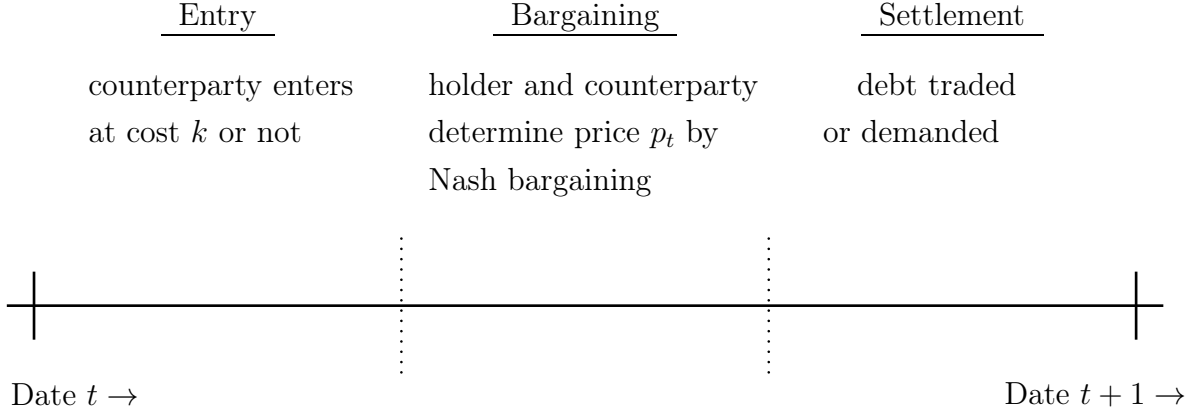 Entry
counterparty enters
at cost k or not
Bargaining
holder and counterparty
determine price p_t by
Nash bargaining
Settlement
debt traded
or demanded
Date t →
Date t + 1 →